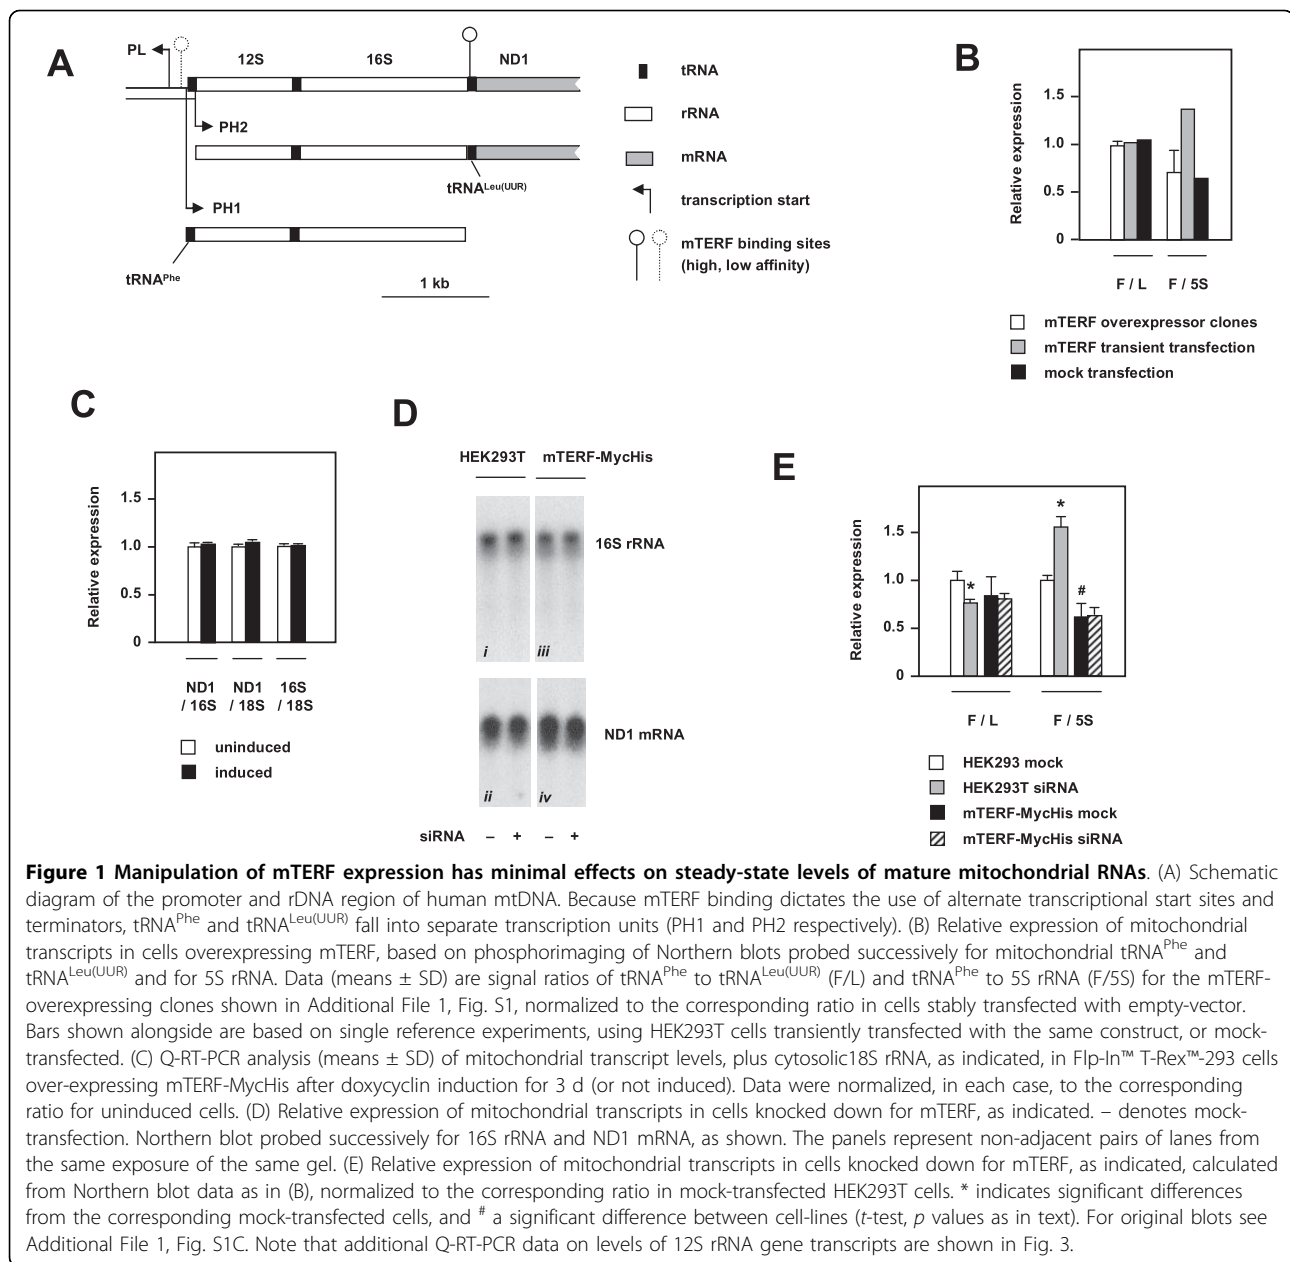 A
PL
12S
16S
ND1
PH2
tRNALeu(UUR)
PH1
tRNAPhe
1 kb
tRNA
rRNA
mRNA
transcription start
mTERF binding sites
(high, low affinity)
B
Relative expression
1.5
1.0
0.5
0
F / L F / 5S
mTERF overexpressor clones
mTERF transient transfection
mock transfection
C
Relative expression
1.5
1.0
0.5
0
ND1 ND1 16S
/ 16S / 18S / 18S
uninduced
induced
D
HEK293T mTERF-MycHis
16S rRNA
i iii
ND1 mRNA
ii iv
siRNA – + – +
E
Relative expression
1.5
1.0
0.5
0
* * #
F / L F / 5S
HEK293 mock
HEK293T siRNA
mTERF-MycHis mock
mTERF-MycHis siRNA
Figure 1 Manipulation of mTERF expression has minimal effects on steady-state levels of mature mitochondrial RNAs. (A) Schematic
diagram of the promoter and rDNA region of human mtDNA. Because mTERF binding dictates the use of alternate transcriptional start sites and
terminators, tRNAPhe and tRNALeu(UUR) fall into separate transcription units (PH1 and PH2 respectively). (B) Relative expression of mitochondrial
transcripts in cells overexpressing mTERF, based on phosphorimaging of Northern blots probed successively for mitochondrial tRNAPhe and
tRNALeu(UUR) and for 5S rRNA. Data (means ± SD) are signal ratios of tRNAPhe to tRNALeu(UUR) (F/L) and tRNAPhe to 5S rRNA (F/5S) for the mTERF-
overexpressing clones shown in Additional File 1, Fig. S1, normalized to the corresponding ratio in cells stably transfected with empty-vector.
Bars shown alongside are based on single reference experiments, using HEK293T cells transiently transfected with the same construct, or mock-
transfected. (C) Q-RT-PCR analysis (means ± SD) of mitochondrial transcript levels, plus cytosolic18S rRNA, as indicated, in Flp-In™ T-Rex™-293 cells
over-expressing mTERF-MycHis after doxycyclin induction for 3 d (or not induced). Data were normalized, in each case, to the corresponding
ratio for uninduced cells. (D) Relative expression of mitochondrial transcripts in cells knocked down for mTERF, as indicated. – denotes mock-
transfection. Northern blot probed successively for 16S rRNA and ND1 mRNA, as shown. The panels represent non-adjacent pairs of lanes from
the same exposure of the same gel. (E) Relative expression of mitochondrial transcripts in cells knocked down for mTERF, as indicated, calculated
from Northern blot data as in (B), normalized to the corresponding ratio in mock-transfected HEK293T cells. * indicates significant differences
from the corresponding mock-transfected cells, and # a significant difference between cell-lines (t-test, p values as in text). For original blots see
Additional File 1, Fig. S1C. Note that additional Q-RT-PCR data on levels of 12S rRNA gene transcripts are shown in Fig. 3.